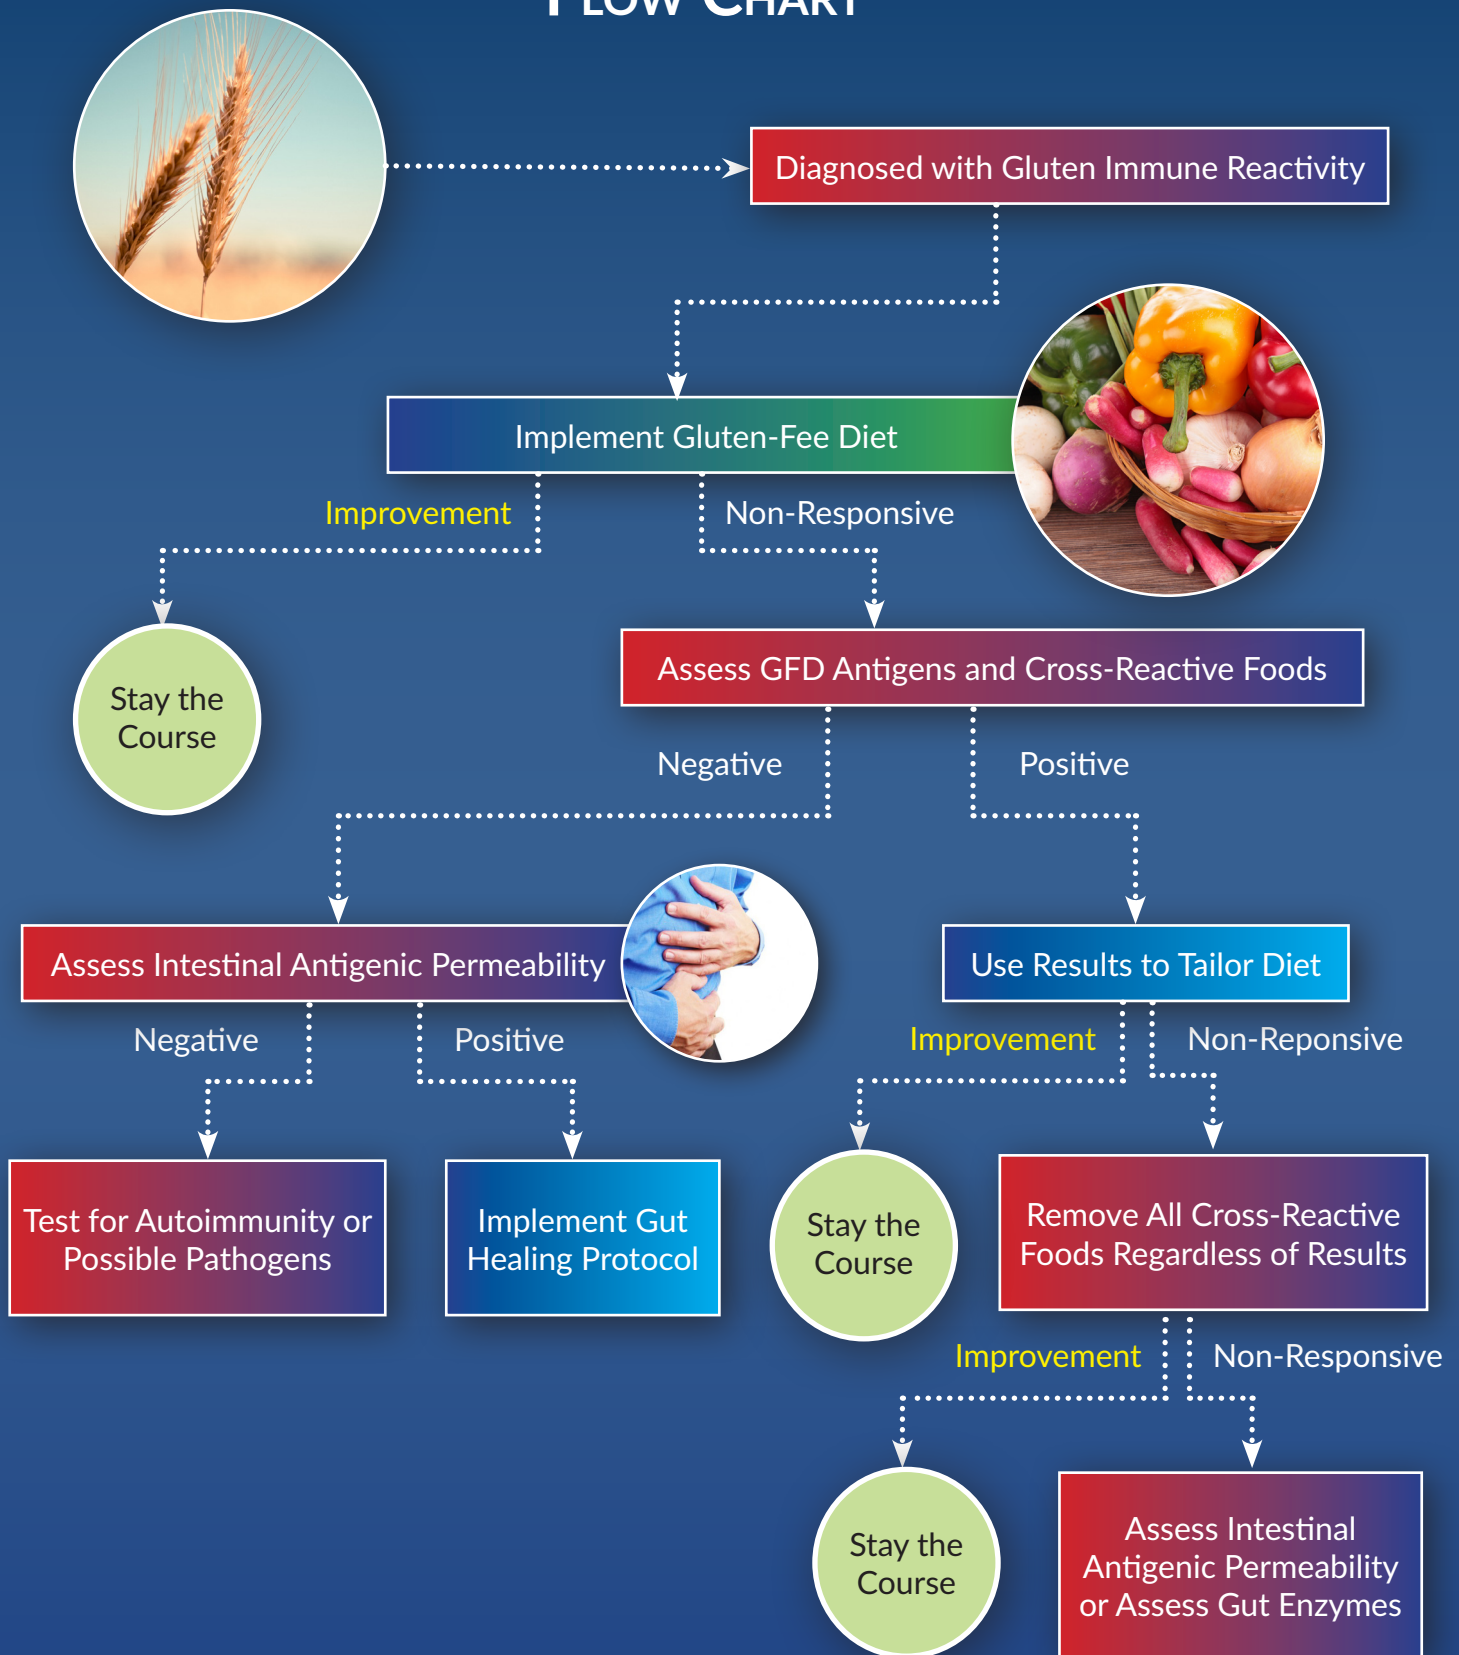 FLOW CHART
Diagnosed with Gluten Immune Reactivity
Implement Gluten-Fee Diet
Improvement
Non-Responsive
Stay the
Course
Assess GFD Antigens and Cross-Reactive Foods
Negative
Positive
Assess Intestinal Antigenic Permeability
Use Results to Tailor Diet
Negative
Positive
Improvement
Non-Reponsive
Test for Autoimmunity or
Possible Pathogens
Implement Gut
Healing Protocol
Stay the
Course
Remove All Cross-Reactive
Foods Regardless of Results
Improvement
Non-Responsive
Stay the
Course
Assess Intestinal
Antigenic Permeability
or Assess Gut Enzymes